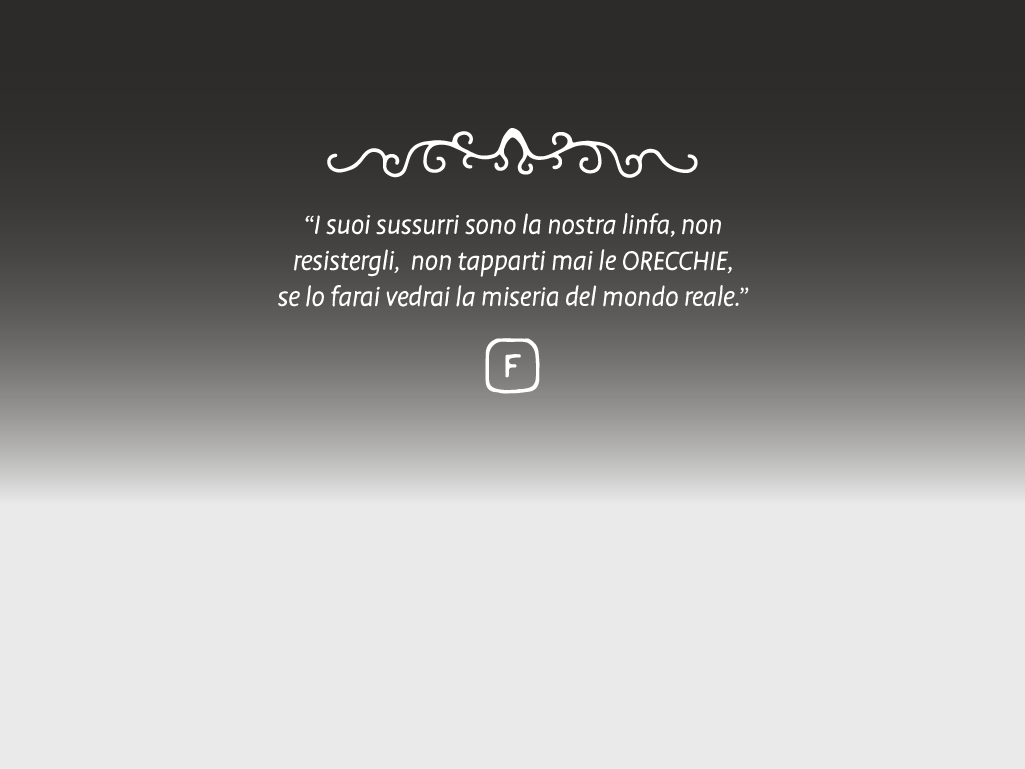 “I suoi sussurri sono la nostra linfa, non
resistergli,  non tapparti mai le ORECCHIE,
se lo farai vedrai la miseria del mondo reale.”
F